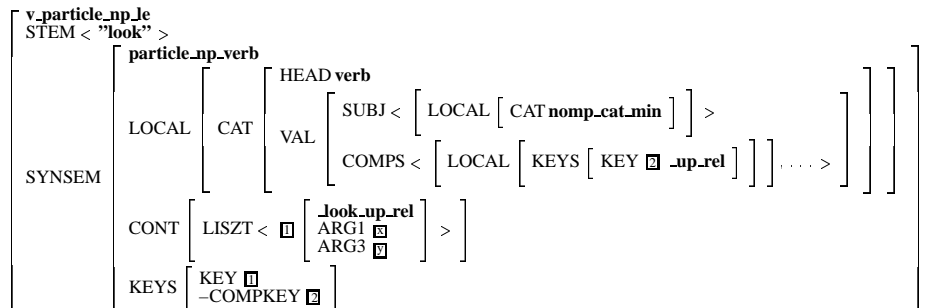 v_particle_np_le
STEM < "look" >
particle_np_verb
HEAD verb
SUBJ < [ LOCAL [ CAT nomp_cat_min ] ] >
LOCAL [ CAT [ VAL
COMPS < [ LOCAL [ KEYS [ KEY 2 _up_rel ] ] ], . . . >
SYNSEM
_look_up_rel
CONT [ LISZT < 1 [ ARG1 x ] > ]
ARG3 y
KEY 1
KEYS
–COMPKEY 2